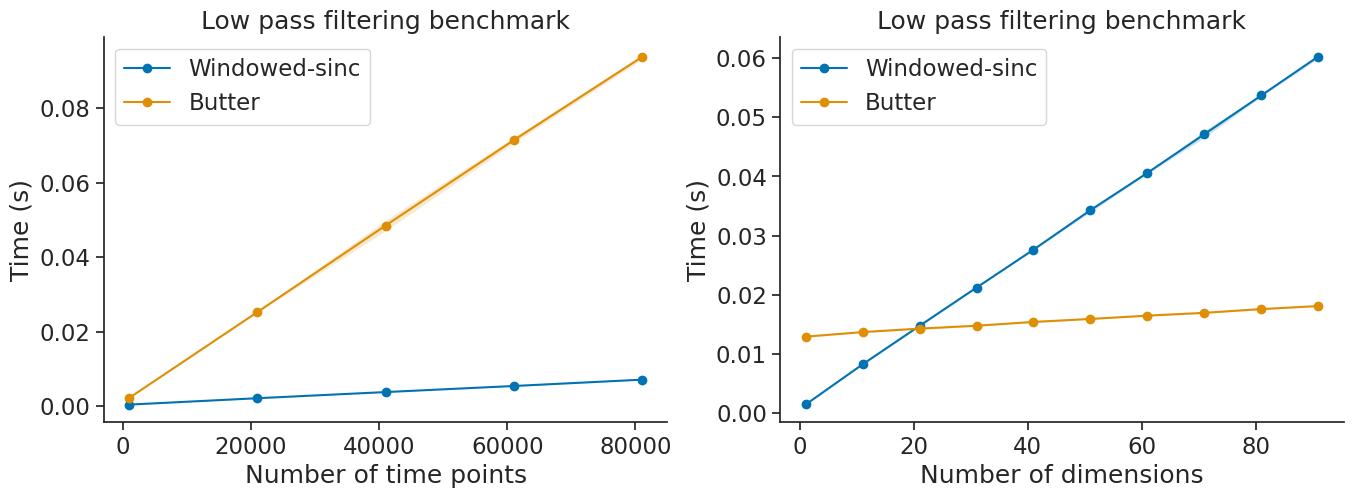 Low pass filtering benchmark
Windowed-sinc
Butter
Time (s)
0.08
0.06
0.04
0.02
0.00
0 20000 40000 60000 80000
Number of time points
Low pass filtering benchmark
Windowed-sinc
Butter
Time (s)
0.06
0.05
0.04
0.03
0.02
0.01
0.00
0 20 40 60 80
Number of dimensions